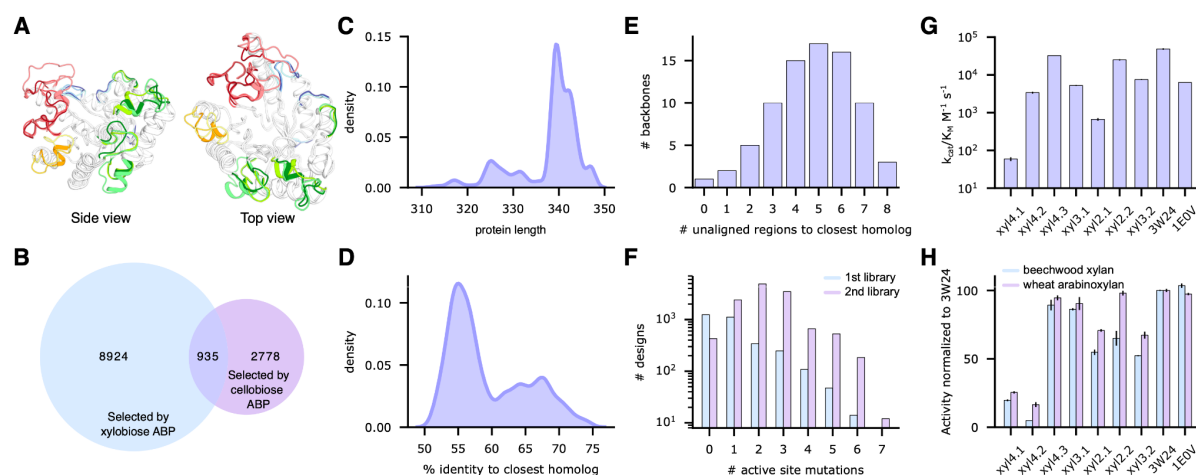 A
Side view
Top view
B
8924
935
2778
Selected by
cellobiose
ABP
Selected by
xylobiose ABP
C
0.15
0.10
0.05
0.00
density
310
320
330
340
350
protein length
D
0.10
0.05
0.00
density
50
55
60
65
70
75
% identity to closest homolog
E
15
10
5
0
# backbones
0 1 2 3 4 5 6 7 8
# unaligned regions to closest homolog
F
1st library
2nd library
10³
10²
10¹
# designs
0 1 2 3 4 5 6 7
# active site mutations
G
10⁵
10⁴
10³
10²
10¹
kcat/KM M⁻¹ s⁻¹
xyl4.1
xyl4.2
xyl4.3
xyl3.1
xyl2.1
xyl2.2
xyl3.2
3W24
1E0V
H
beechwood xylan
wheat arabinoxylan
100
50
0
Activity normalized to 3W24
xyl4.1
xyl4.2
xyl4.3
xyl3.1
xyl2.1
xyl2.2
xyl3.2
3W24
1E0V